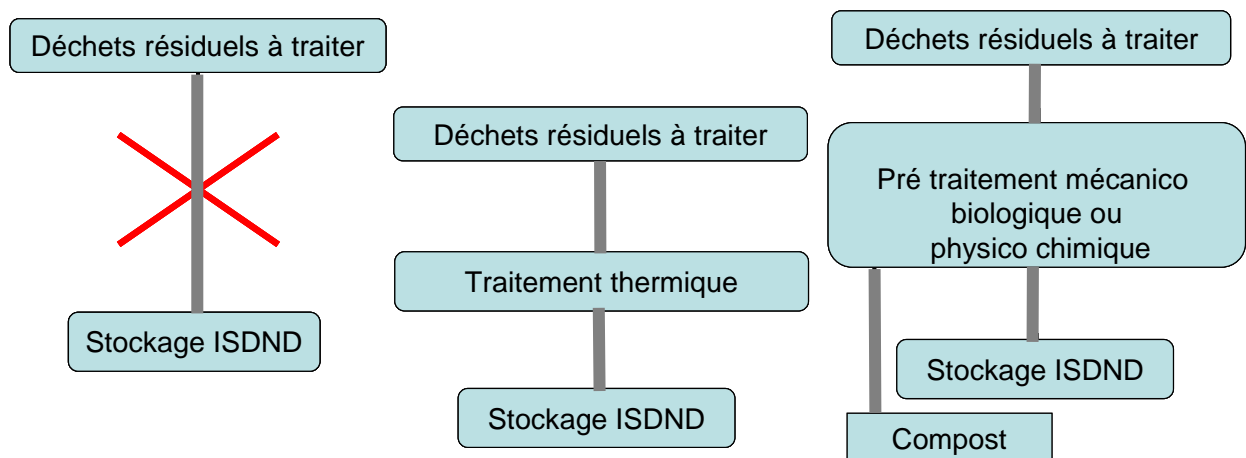 Déchets résiduels à traiter
Stockage ISDND
Déchets résiduels à traiter
Traitement thermique
Stockage ISDND
Déchets résiduels à traiter
Pré traitement mécanico
biologique ou
physico chimique
Stockage ISDND
Compost